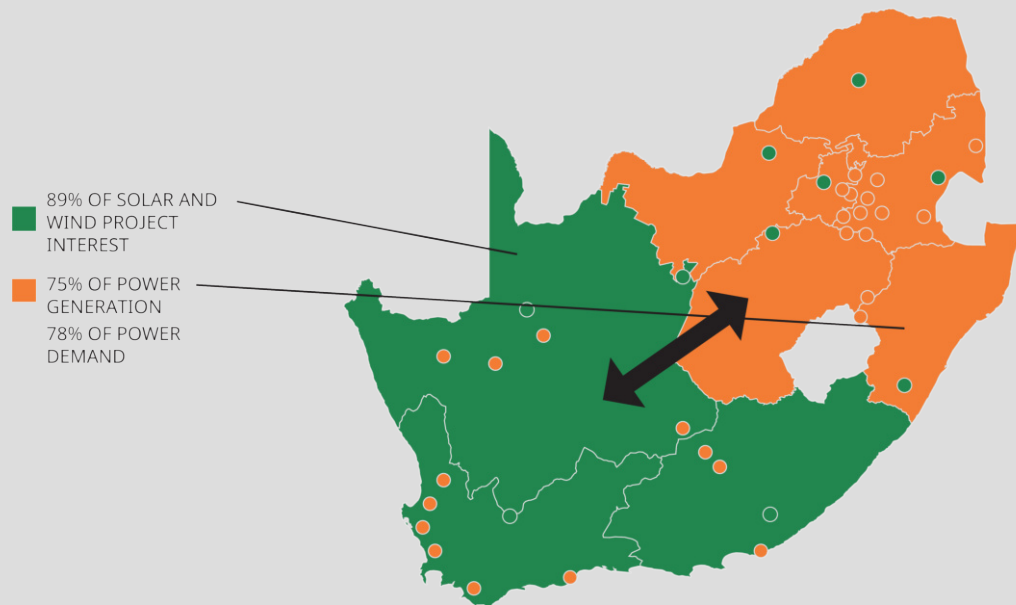 89% OF SOLAR AND
WIND PROJECT
INTEREST
75% OF POWER
GENERATION
78% OF POWER
DEMAND